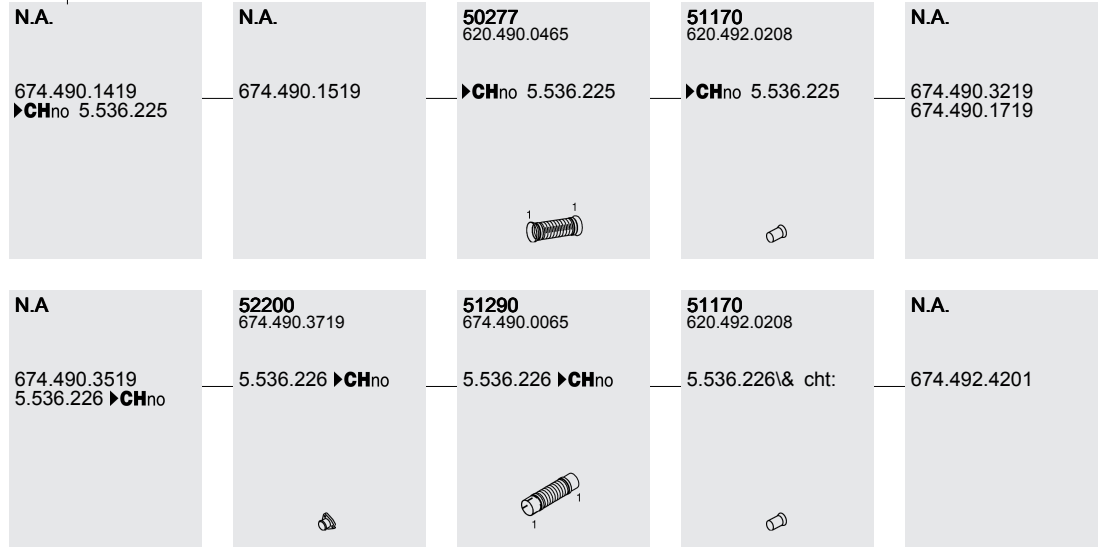 N.A.
674.490.1419
▶CHno 5.536.225
N.A.
674.490.1519
50277
620.490.0465
▶CHno 5.536.225
1 1
51170
620.492.0208
▶CHno 5.536.225
N.A.
674.490.3219
674.490.1719
N.A
674.490.3519
5.536.226 ▶CHno
52200
674.490.3719
5.536.226 ▶CHno
51290
674.490.0065
5.536.226 ▶CHno
1
1
51170
620.492.0208
5.536.226\& cht:
N.A.
674.492.4201